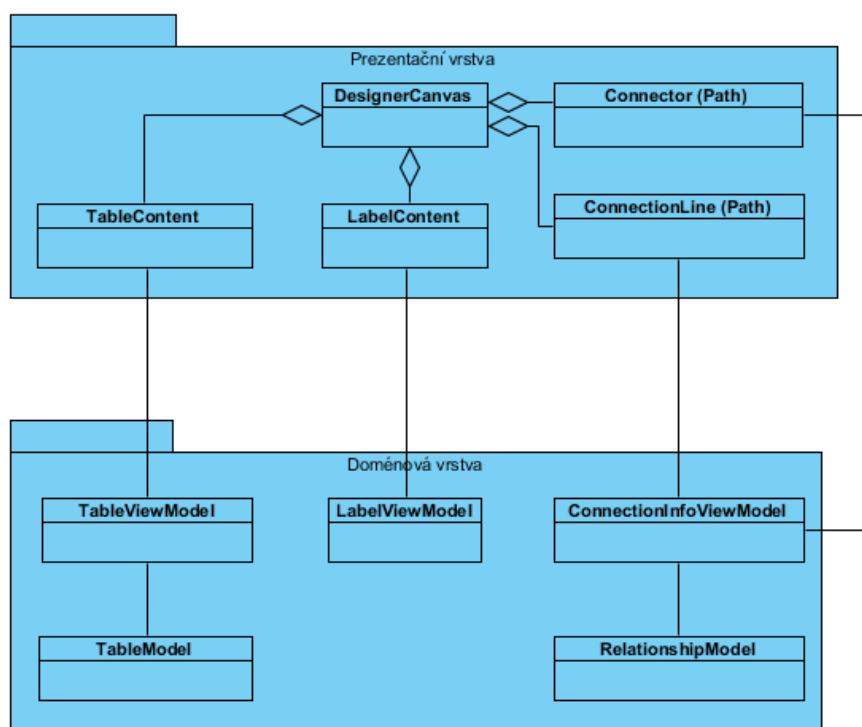 Prezentační vrstva
DesignerCanvas
Connector (Path)
TableContent
LabelContent
ConnectionLine (Path)
Doménová vrstva
TableViewModel
LabelViewModel
ConnectionInfoViewModel
TableModel
RelationshipModel